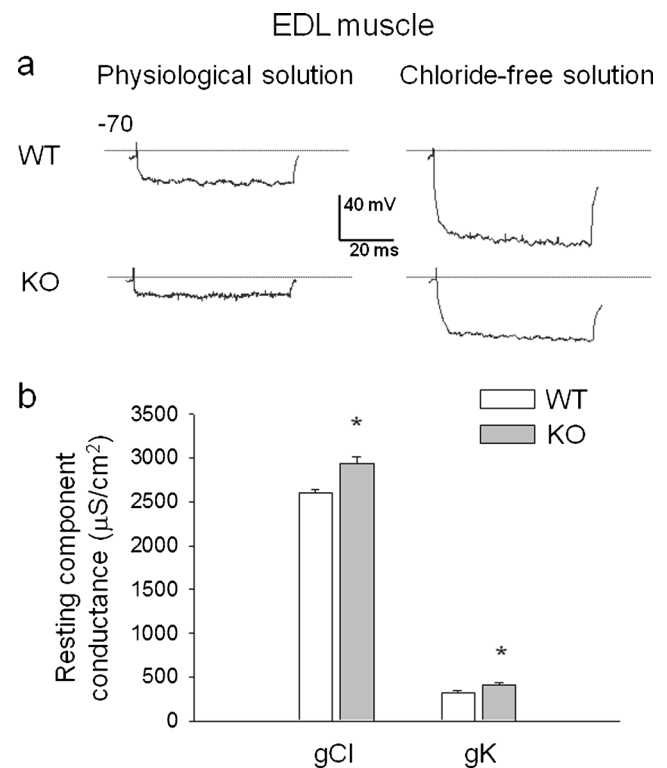 EDL muscle
a
Physiological solution
Chloride-free solution
-70
WT
40 mV
20 ms
KO
b
WT
KO
3500
3000
2500
2000
1500
1000
500
0
Resting component
conductance (µS/cm²)
*
*
gCl
gK